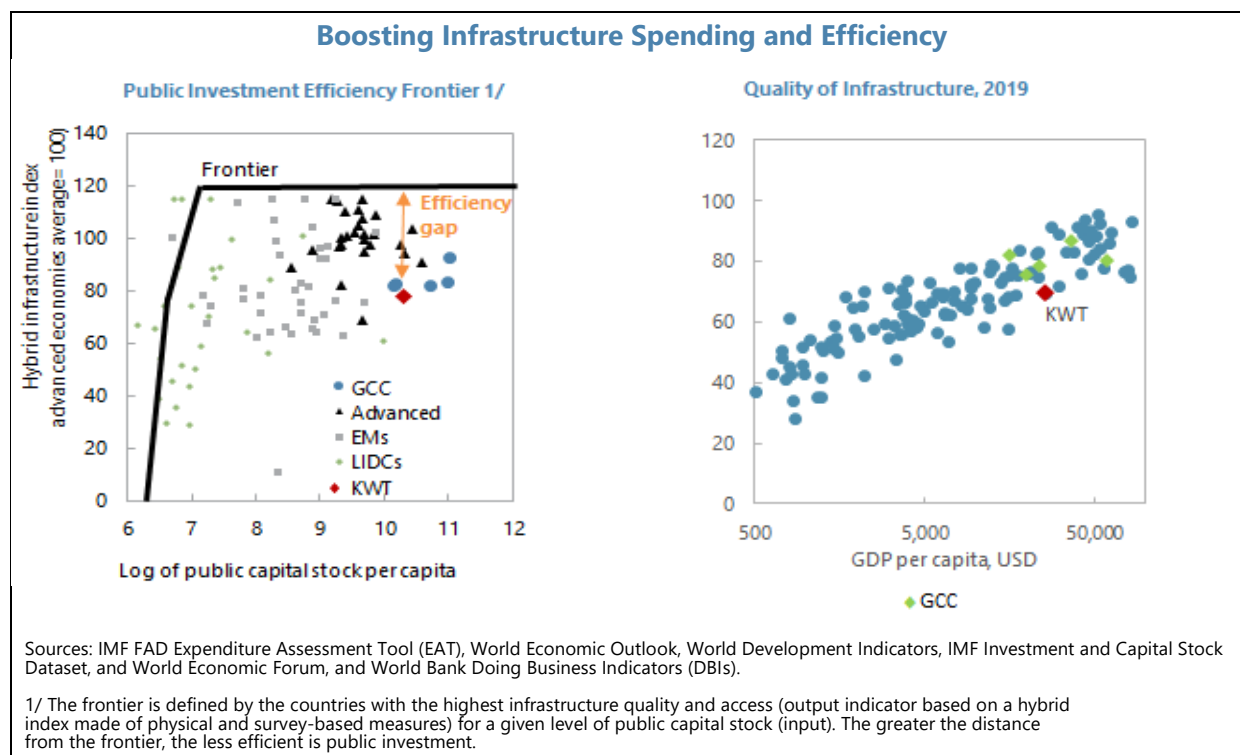 Boosting Infrastructure Spending and Efficiency
Public Investment Efficiency Frontier 1/
Hybrid infrastructure index
advanced economies average= 100)
140
120
100
80
60
40
20
0
Frontier
Efficiency
gap
GCC
Advanced
EMs
LIDCs
KWT
6 7 8 9 10 11 12
Log of public capital stock per capita
Quality of Infrastructure, 2019
120
100
80
60
40
20
0
KWT
500 5,000 50,000
GDP per capita, USD
GCC
Sources: IMF FAD Expenditure Assessment Tool (EAT), World Economic Outlook, World Development Indicators, IMF Investment and Capital Stock
Dataset, and World Economic Forum, and World Bank Doing Business Indicators (DBIs).
1/ The frontier is defined by the countries with the highest infrastructure quality and access (output indicator based on a hybrid
index made of physical and survey-based measures) for a given level of public capital stock (input). The greater the distance
from the frontier, the less efficient is public investment.